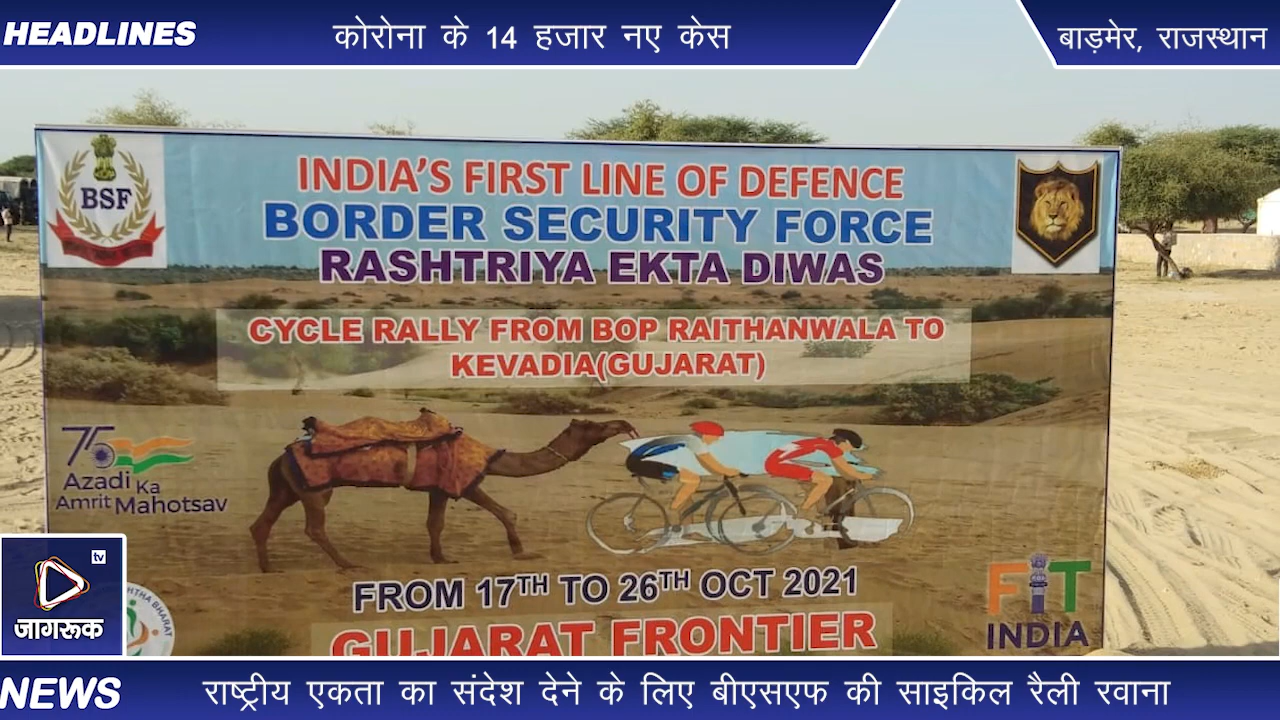 HEADLINES
कोरोना के 14 हजार नए केस
बाड़मेर, राजस्थान
BSF
INDIA'S FIRST LINE OF DEFENCE
BORDER SECURITY FORCE
RASHTRIYA EKTA DIWAS
CYCLE RALLY FROM BOP RAITHANWALA TO
KEVADIA(GUJARAT)
75
Azadi Ka
Amrit Mahotsav
FROM 17TH TO 26TH OCT 2021
GUJARAT FRONTIER
FIT
INDIA
tv
जागरूक
NEWS
राष्ट्रीय एकता का संदेश देने के लिए बीएसएफ की साइकिल रैली रवाना